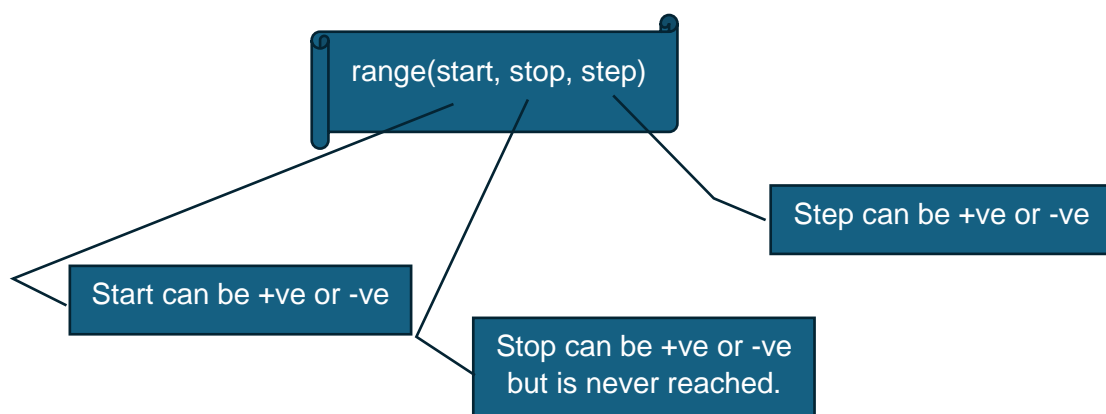 range(start, stop, step)
Step can be +ve or -ve
Start can be +ve or -ve
Stop can be +ve or -ve
but is never reached.